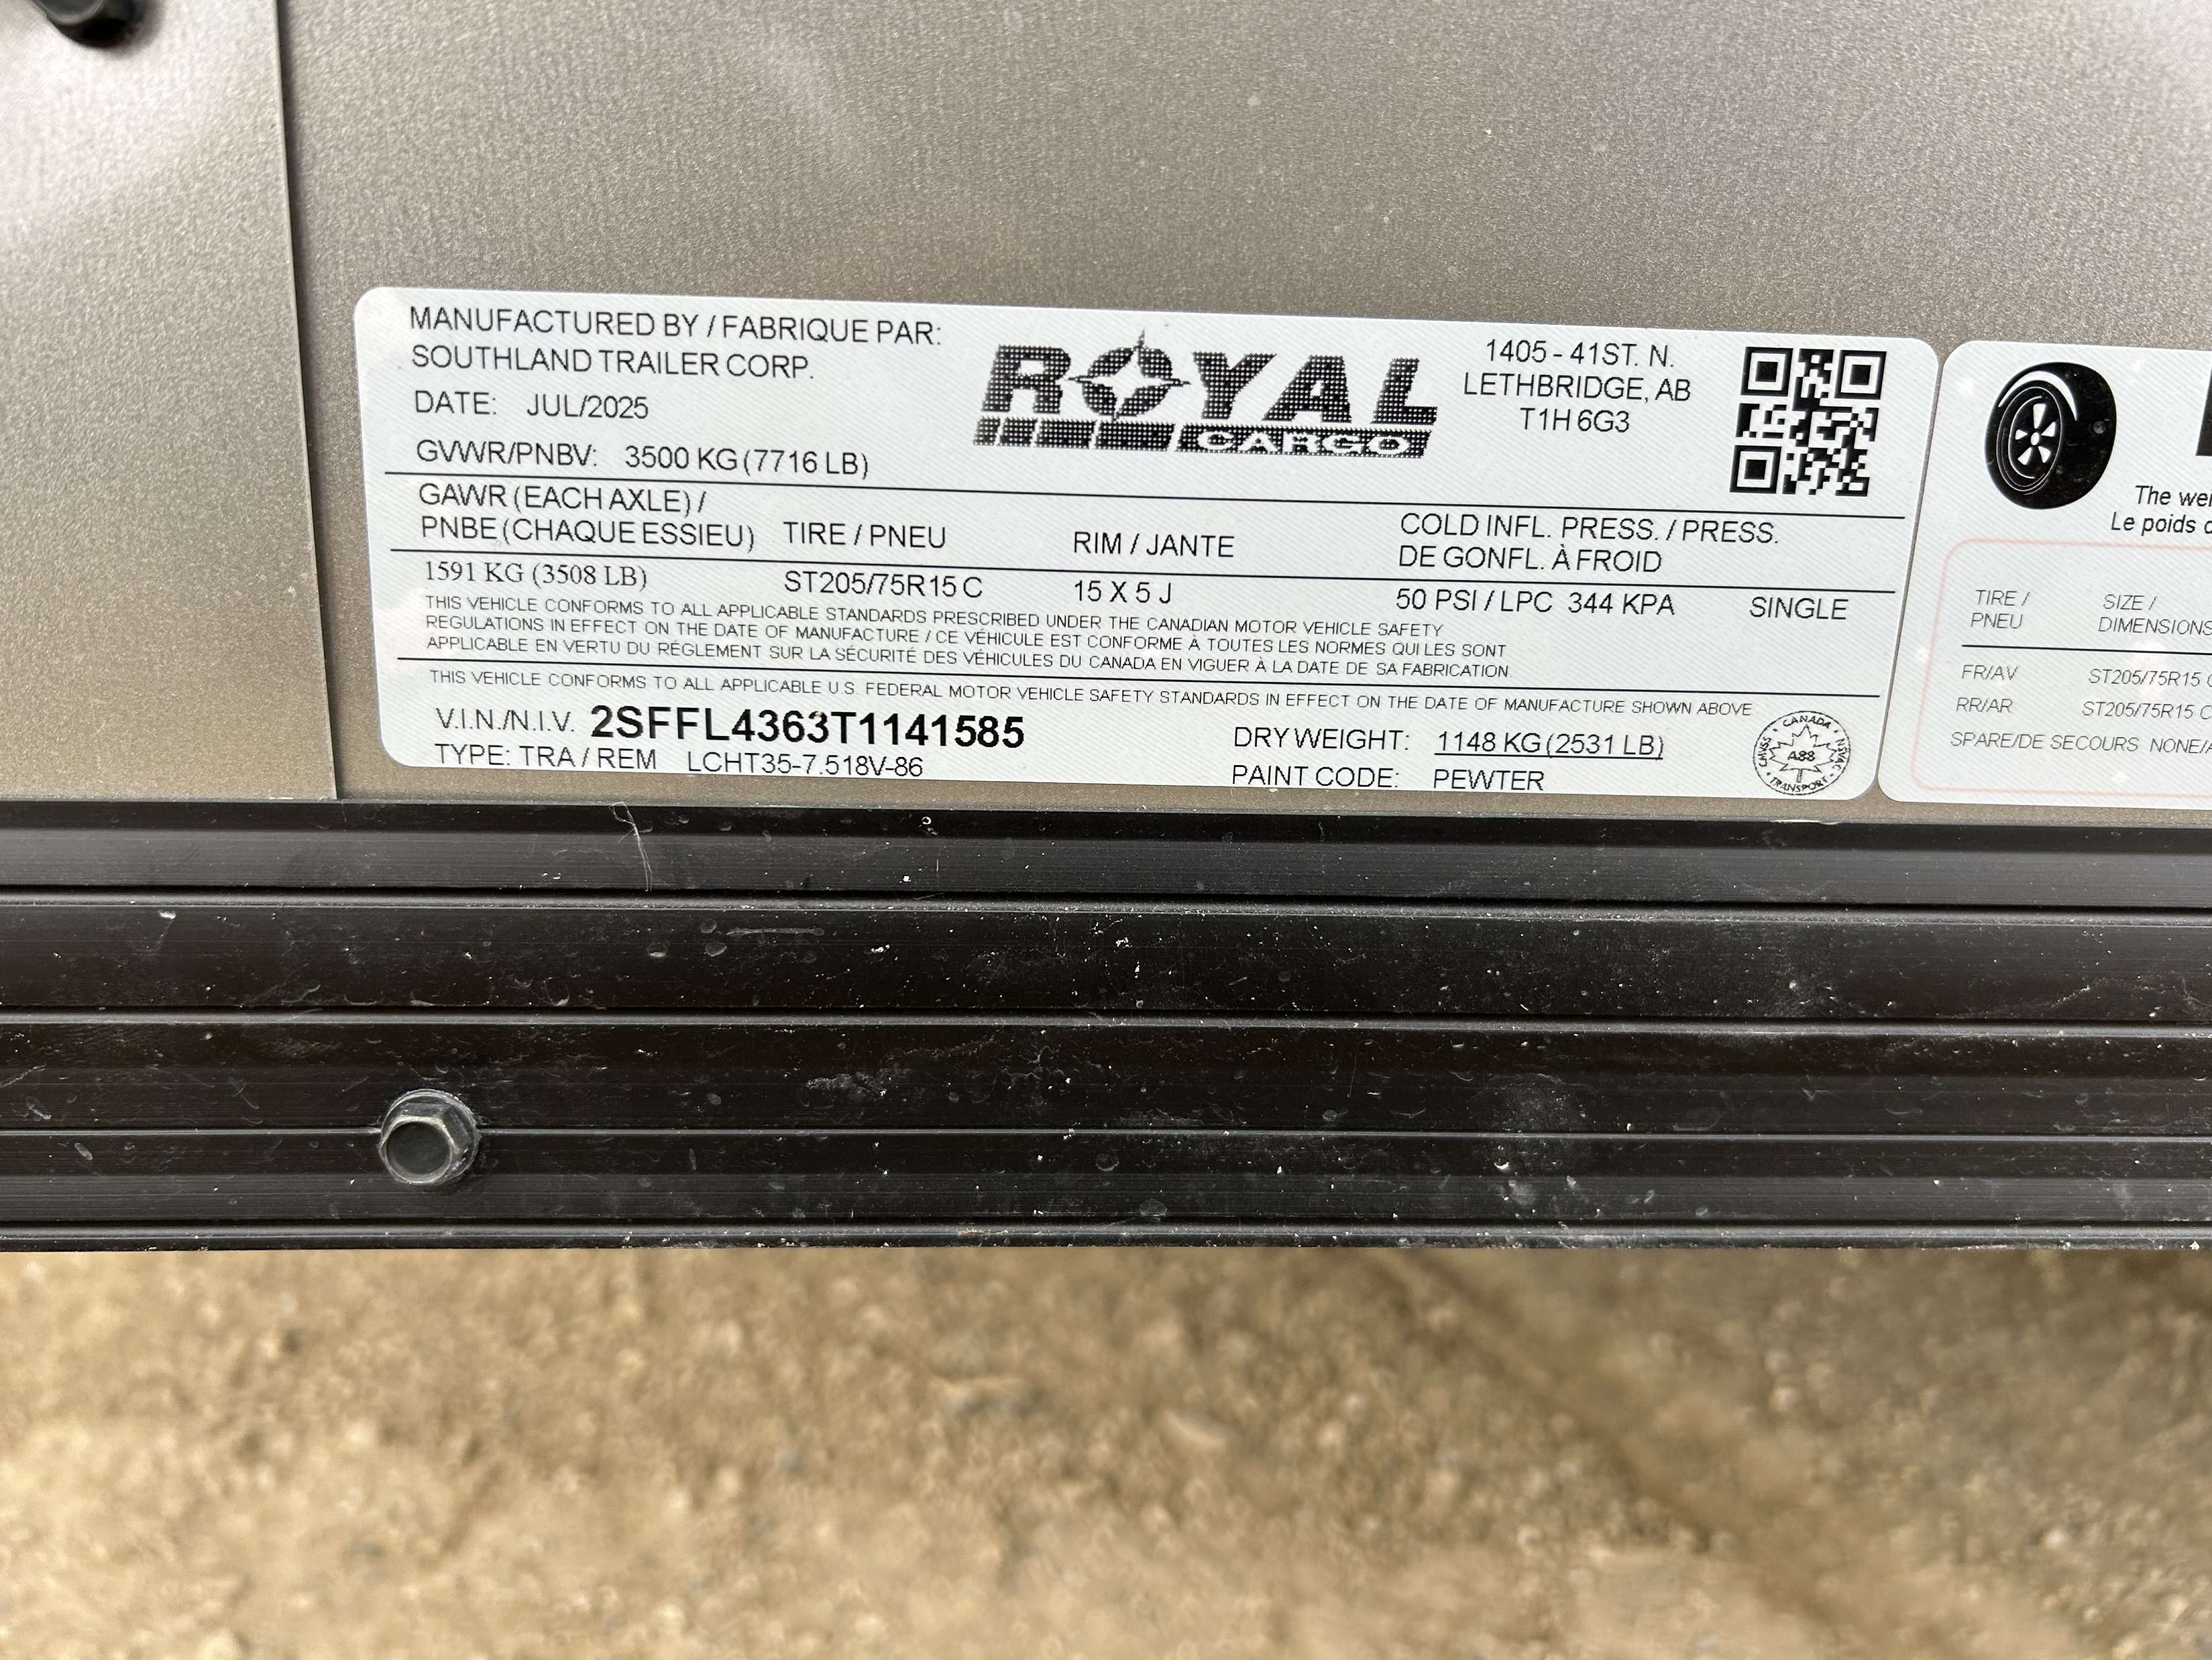 MANUFACTURED BY / FABRIQUE PAR:
SOUTHLAND TRAILER CORP.
DATE: JUL/2025
GVWR/PNBV: 3500 KG (7716 LB)
ROYAL
CARGO
1405 - 41ST. N.
LETHBRIDGE, AB
T1H 6G3
GAWR (EACH AXLE) /
PNBE (CHAQUE ESSIEU) TIRE / PNEU RIM / JANTE COLD INFL. PRESS. / PRESS.
DE GONFL. À FROID
1591 KG (3508 LB) ST205/75R15 C 15 X 5 J 50 PSI / LPC 344 KPA SINGLE
THIS VEHICLE CONFORMS TO ALL APPLICABLE STANDARDS PRESCRIBED UNDER THE CANADIAN MOTOR VEHICLE SAFETY
REGULATIONS IN EFFECT ON THE DATE OF MANUFACTURE / CE VÉHICULE EST CONFORME À TOUTES LES NORMES QUI LES SONT
APPLICABLE EN VERTU DU RÉGLEMENT SUR LA SÉCURITÉ DES VÉHICULES DU CANADA EN VIGUER À LA DATE DE SA FABRICATION
THIS VEHICLE CONFORMS TO ALL APPLICABLE U.S. FEDERAL MOTOR VEHICLE SAFETY STANDARDS IN EFFECT ON THE DATE OF MANUFACTURE SHOWN ABOVE
V.I.N./N.I.V. 2SFFL4363T1141585
TYPE: TRA / REM LCHT35-7.518V-86
DRY WEIGHT: 1148 KG (2531 LB)
PAINT CODE: PEWTER
CANADA
A88
TRANSPORT
The
Le poids
TIRE /
PNEU
SIZE /
DIMENSIONS
FR/AV ST205/75R15
RR/AR ST205/75R15 C
SPARE/DE SECOURS NONE/